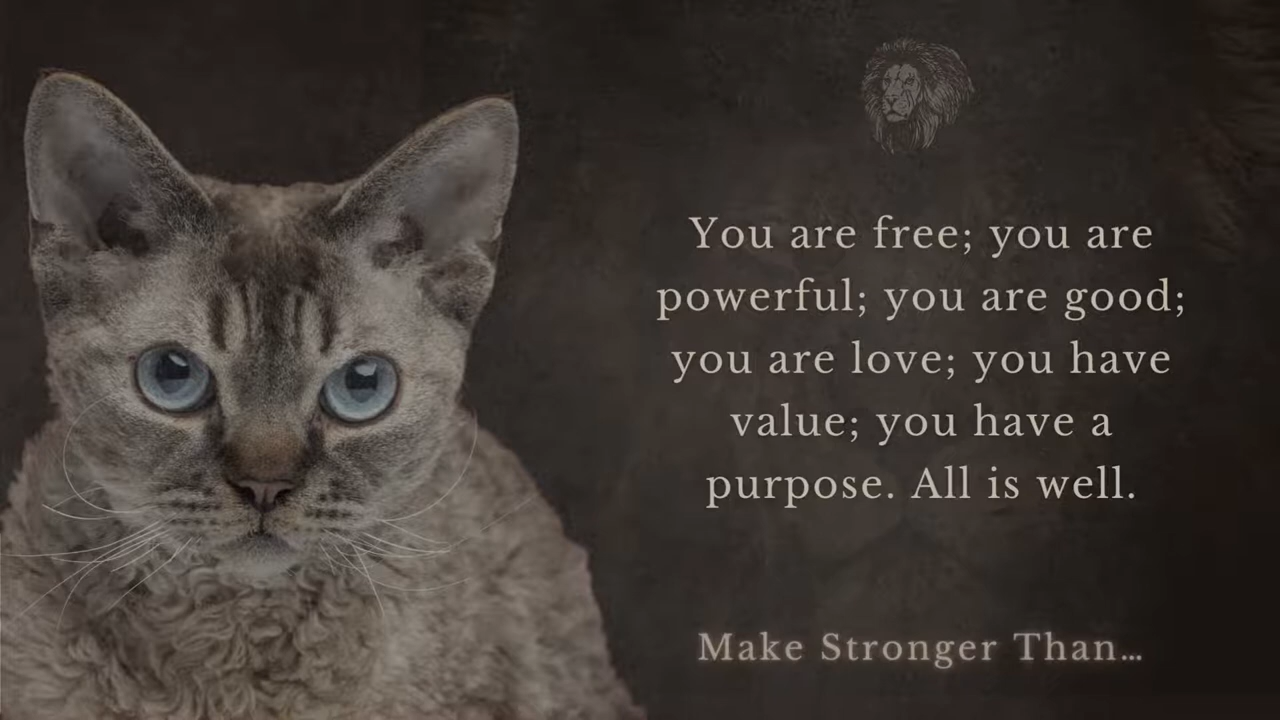 You are free; you are
powerful; you are good;
you are love; you have
value; you have a
purpose. All is well.
Make Stronger Than…